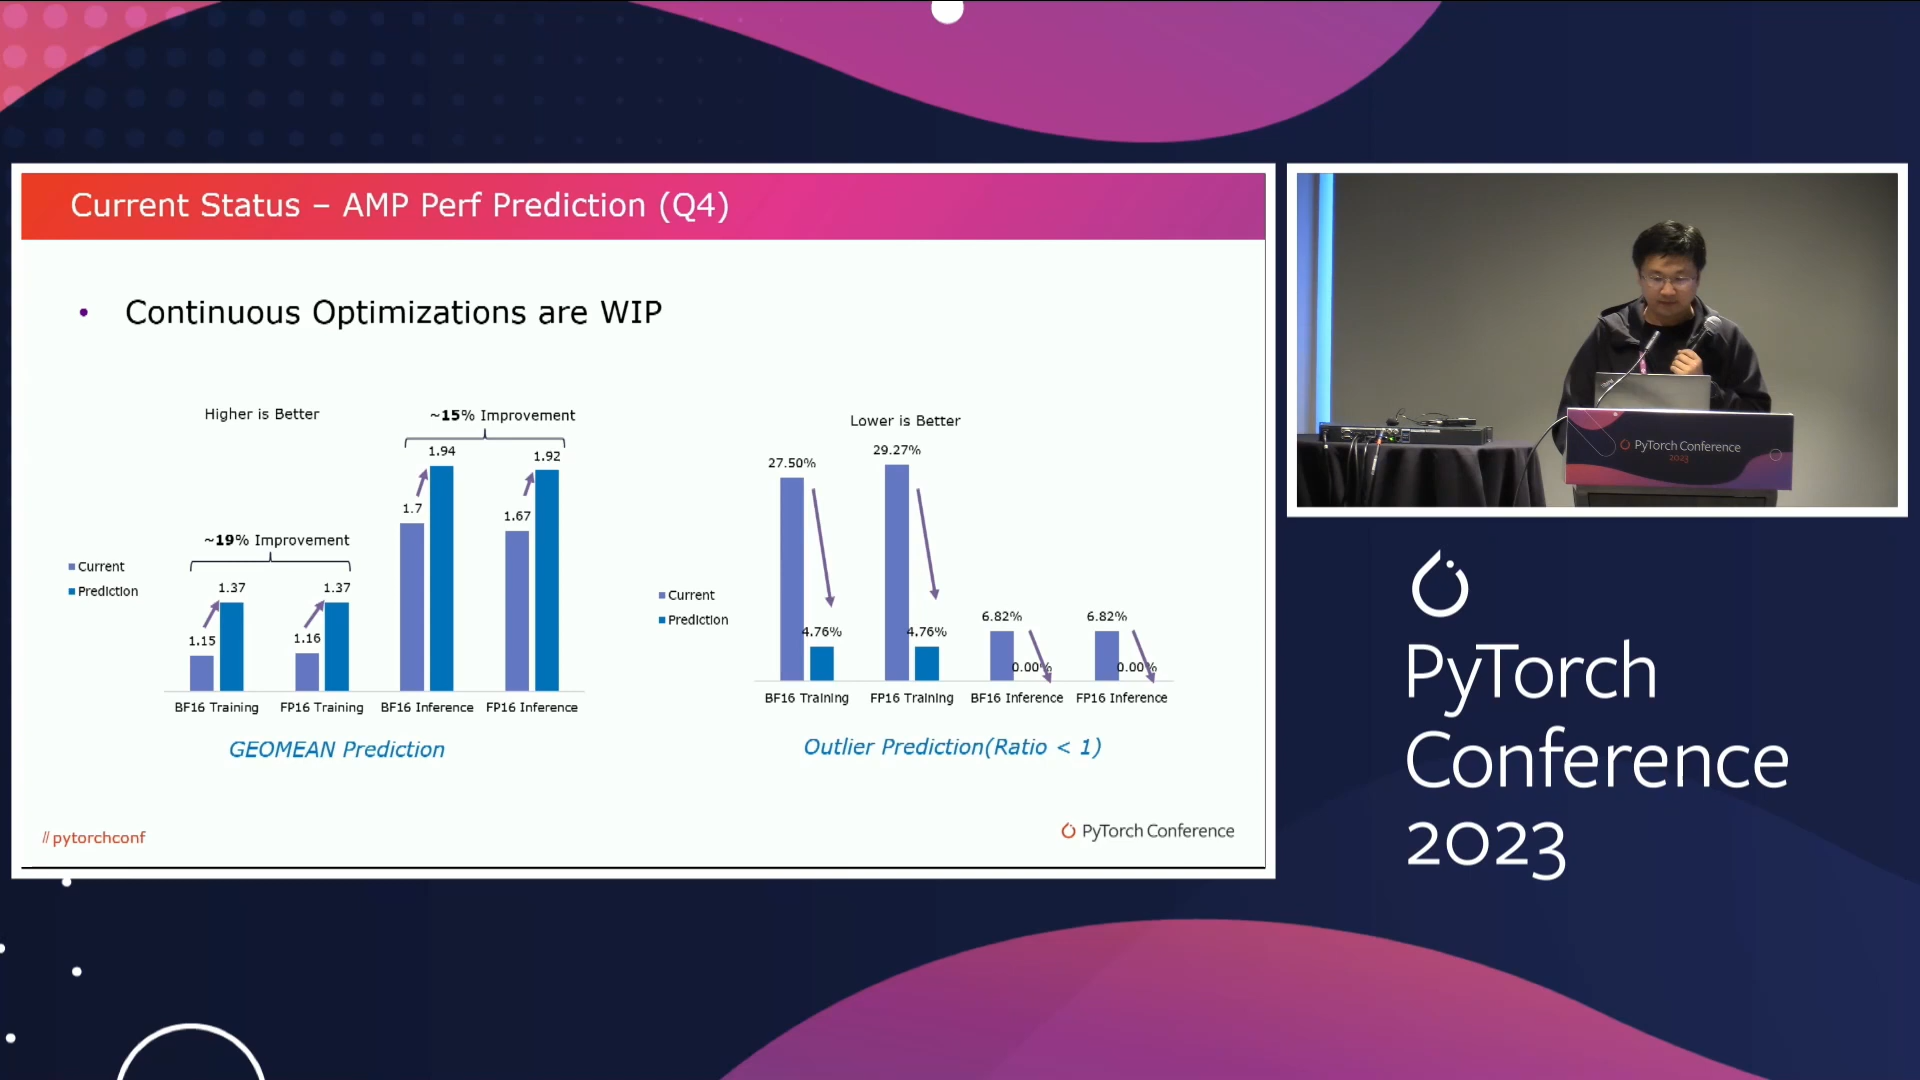 Current Status – AMP Perf Prediction (Q4)
• Continuous Optimizations are WIP
Higher is Better
~15% Improvement
1.94
1.92
1.7
1.67
~19% Improvement
1.37
1.37
1.15
1.16
Current
Prediction
BF16 Training
FP16 Training
BF16 Inference
FP16 Inference
GEOMEAN Prediction
Lower is Better
27.50%
29.27%
4.76%
4.76%
6.82%
6.82%
0.00%
0.00%
Current
Prediction
BF16 Training
FP16 Training
BF16 Inference
FP16 Inference
Outlier Prediction(Ratio < 1)
// pytorchconf
PyTorch Conference
PyTorch Conference
2023
PyTorch
Conference
2023